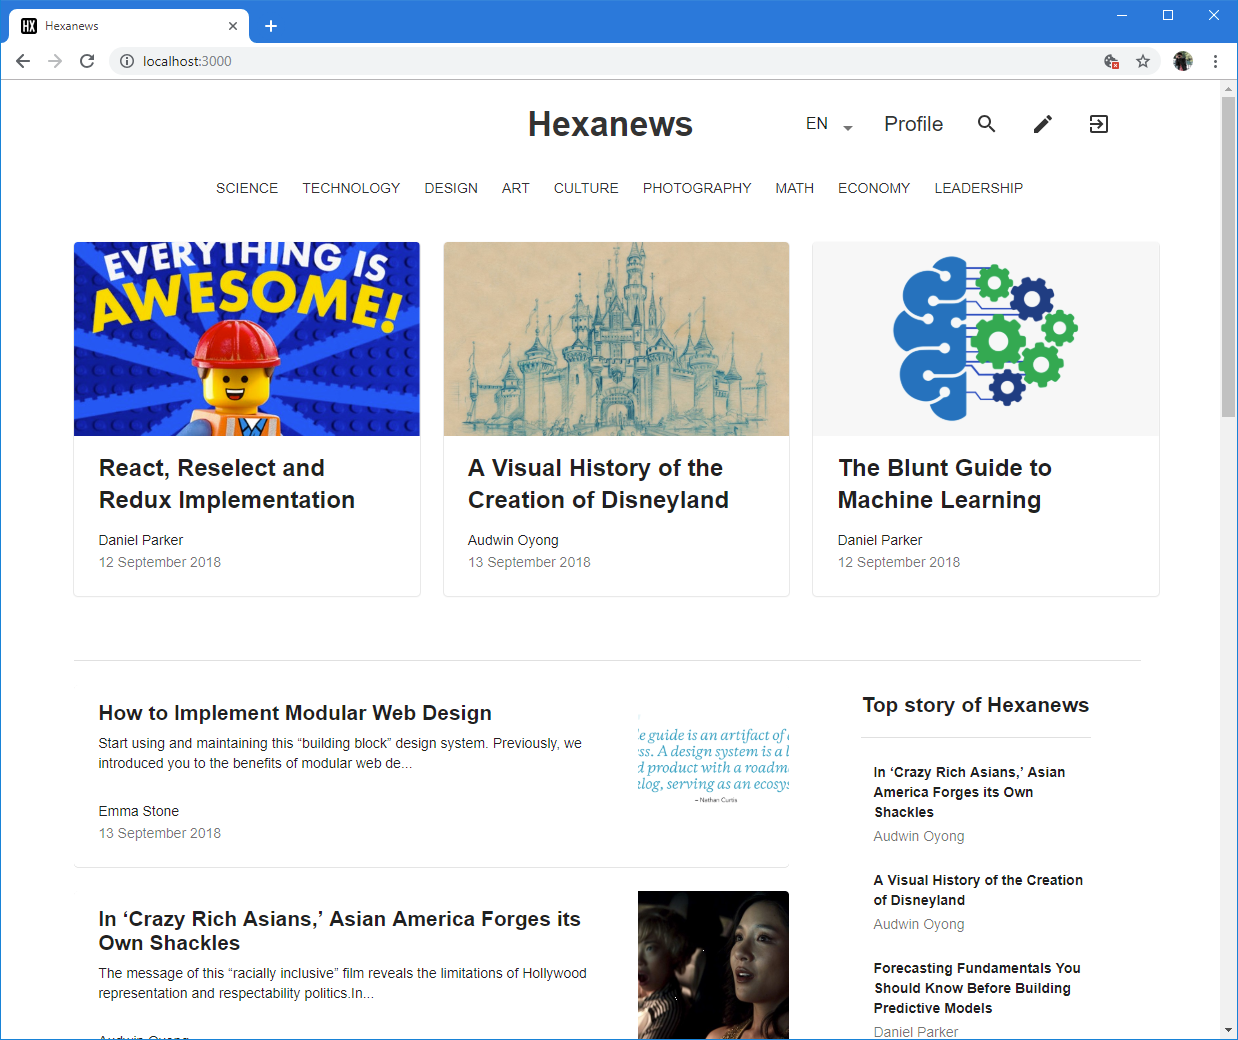 HX Hexanews
localhost:3000
Hexanews
EN
Profile
SCIENCE TECHNOLOGY DESIGN ART CULTURE PHOTOGRAPHY MATH ECONOMY LEADERSHIP
EVERYTHING IS
AWESOME!
React, Reselect and
Redux Implementation
Daniel Parker
12 September 2018
A Visual History of the
Creation of Disneyland
Audwin Oyong
13 September 2018
The Blunt Guide to
Machine Learning
Daniel Parker
12 September 2018
How to Implement Modular Web Design
Start using and maintaining this “building block” design system. Previously, we
introduced you to the benefits of modular web de...
Emma Stone
13 September 2018
e guide is an artifact of
ss. A design system is a
d product with a roadm
log, serving as an ecosys
– Nathan Curtis
In ‘Crazy Rich Asians,’ Asian America Forges its
Own Shackles
The message of this “racially inclusive” film reveals the limitations of Hollywood
representation and respectability politics.In...
Audwin Oyong
Top story of Hexanews
In ‘Crazy Rich Asians,’ Asian
America Forges its Own
Shackles
Audwin Oyong
A Visual History of the Creation
of Disneyland
Audwin Oyong
Forecasting Fundamentals You
Should Know Before Building
Predictive Models
Daniel Parker